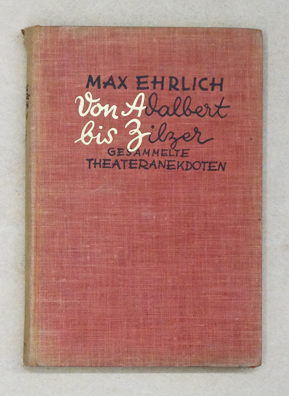 MAX EHRLICH
Von Adalbert
bis Zilzer
GESAMMELTE
THEATERANEKDOTEN